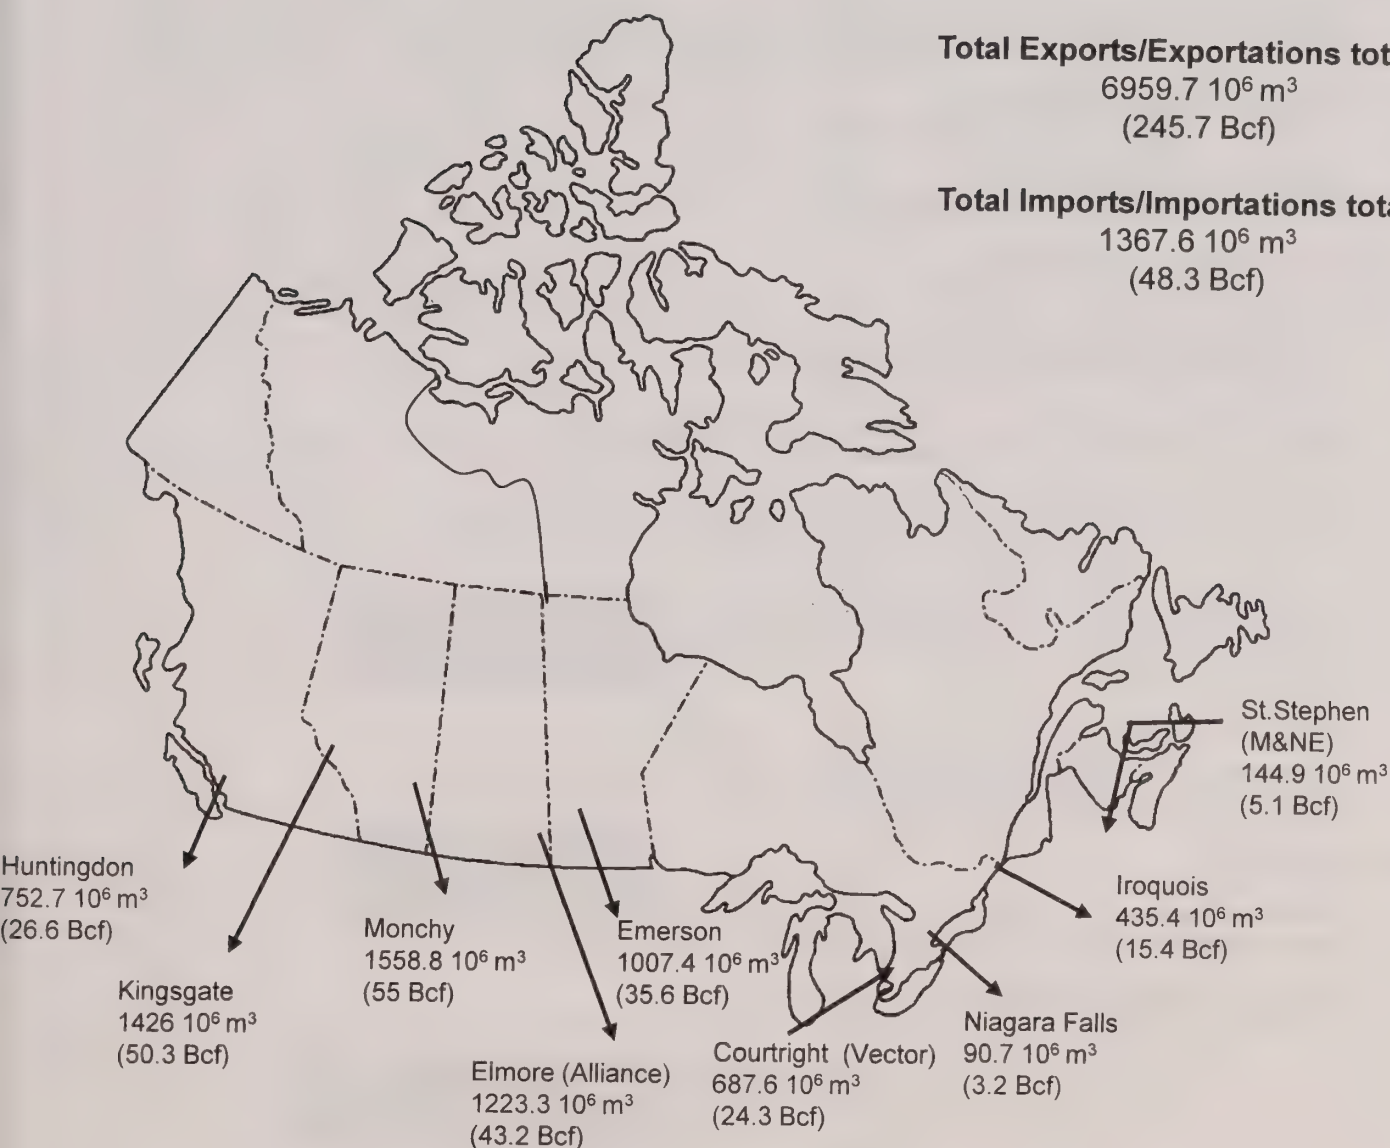 Total Exports/Exportations tot
6959.7 10⁶ m³
(245.7 Bcf)
Total Imports/Importations tota
1367.6 10⁶ m³
(48.3 Bcf)
St.Stephen
(M&NE)
144.9 10⁶ m³
(5.1 Bcf)
Huntingdon
752.7 10⁶ m³
(26.6 Bcf)
Kingsgate
1426 10⁶ m³
(50.3 Bcf)
Monchy
1558.8 10⁶ m³
(55 Bcf)
Elmore (Alliance)
1223.3 10⁶ m³
(43.2 Bcf)
Emerson
1007.4 10⁶ m³
(35.6 Bcf)
Courtright (Vector)
687.6 10⁶ m³
(24.3 Bcf)
Niagara Falls
90.7 10⁶ m³
(3.2 Bcf)
Iroquois
435.4 10⁶ m³
(15.4 Bcf)